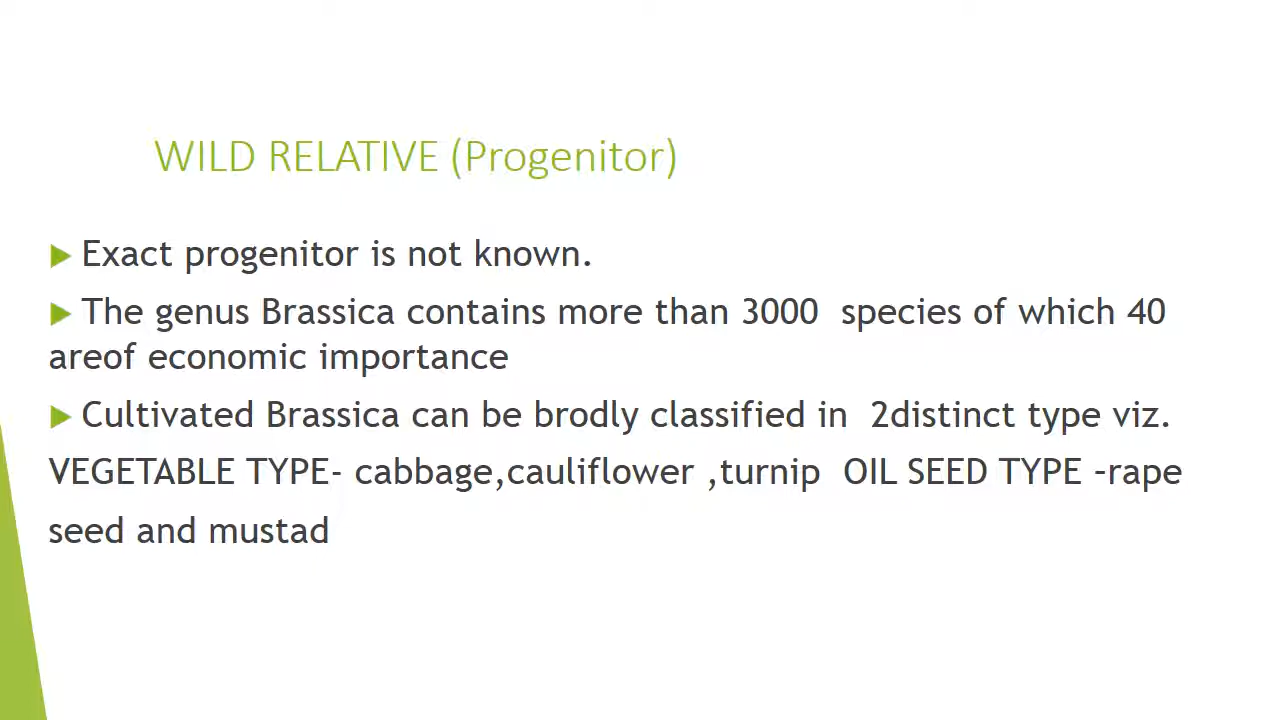 WILD RELATIVE (Progenitor)
Exact progenitor is not known.
The genus Brassica contains more than 3000 species of which 40
areof economic importance
Cultivated Brassica can be brodly classified in 2distinct type viz.
VEGETABLE TYPE- cabbage,cauliflower ,turnip OIL SEED TYPE –rape
seed and mustad